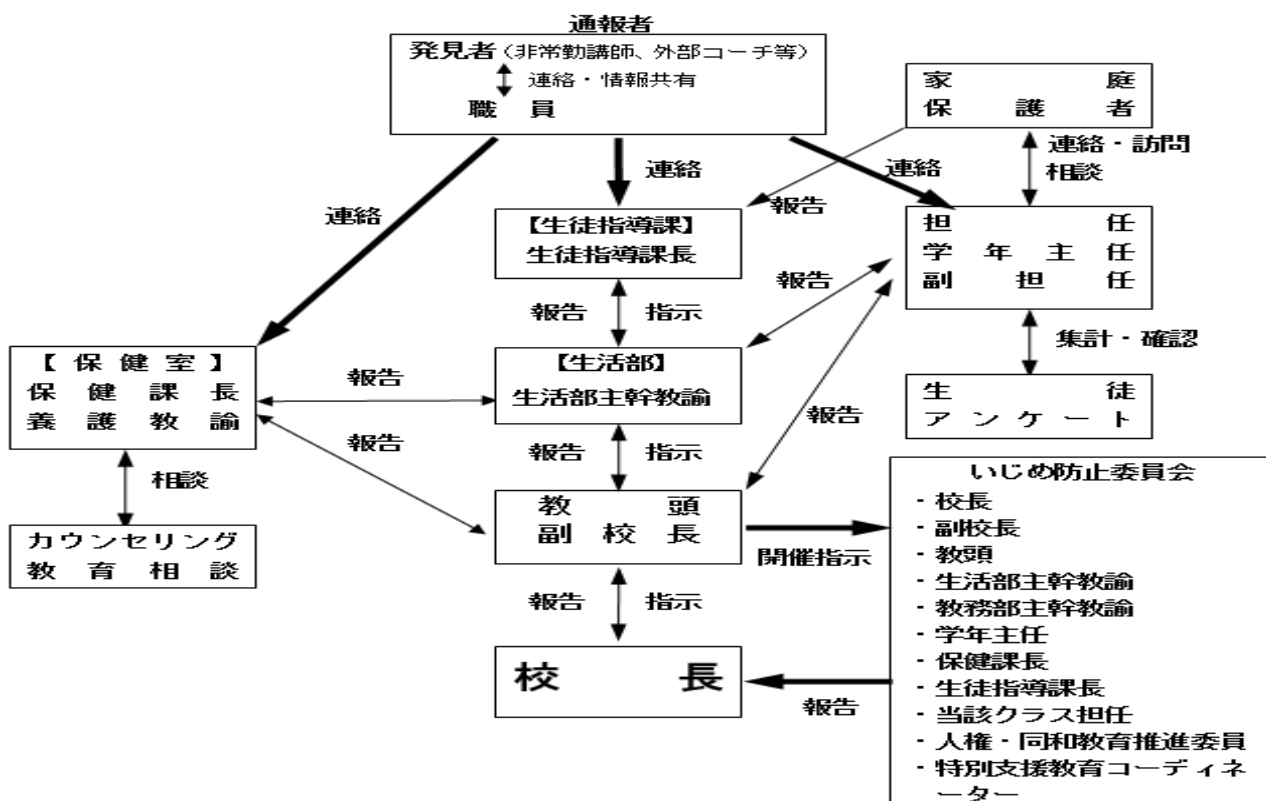 通報者
発見者（非常勤講師、外部コーチ等）
連絡・情報共有
職員
家庭
保護者
連絡・訪問
相談
連絡
連絡
連絡
報告
【生徒指導課】
生徒指導課長
担任
学年主任
副担任
報告
報告 指示
集計・確認
【保健室】
保健課長
養護教諭
報告
【生活部】
生活部主幹教諭
生徒
アンケート
報告
報告
報告 指示
相談
カウンセリング
教育相談
教頭
副校長
開催指示
報告 指示
校長
報告
いじめ防止委員会
・校長
・副校長
・教頭
・生活部主幹教諭
・教務部主幹教諭
・学年主任
・保健課長
・生徒指導課長
・当該クラス担任
・人権・同和教育推進委員
・特別支援教育コーディネ
ーター